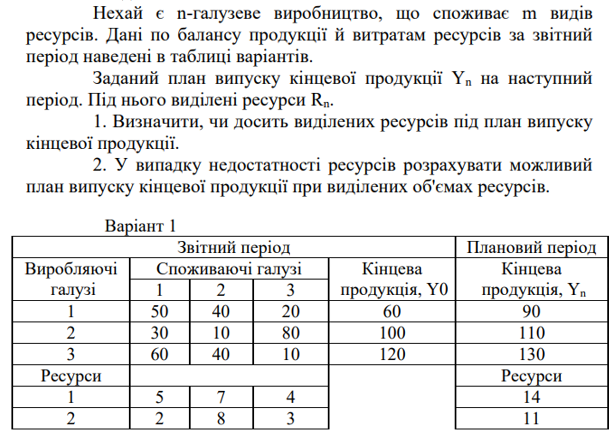 Нехай є n-галузеве виробництво, що споживає m видів
ресурсів. Дані по балансу продукції й витратам ресурсів за звітний
період наведені в таблиці варіантів.
Заданий план випуску кінцевої продукції Yn на наступний
період. Під нього виділені ресурси Rn.
1. Визначити, чи досить виділених ресурсів під план випуску
кінцевої продукції.
2. У випадку недостатності ресурсів розрахувати можливий
план випуску кінцевої продукції при виділених об'ємах ресурсів.
Варіант 1
Звітний період Плановий період
Виробляючі Споживаючі галузі Кінцева Кінцева
галузі 1 2 3 продукція, Y0 продукція, Yn
1 50 40 20 60 90
2 30 10 80 100 110
3 60 40 10 120 130
Ресурси Ресурси
1 5 7 4 14
2 2 8 3 11